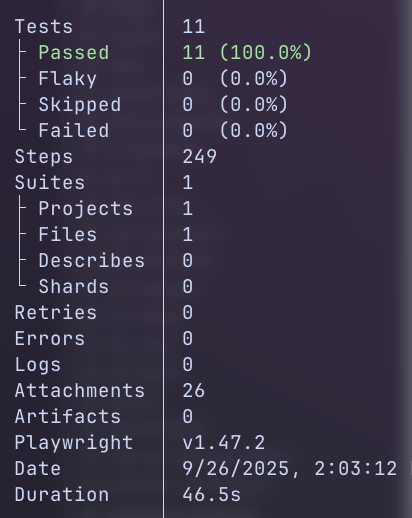 Tests 11
Passed 11 (100.0%)
Flaky 0 (0.0%)
Skipped 0 (0.0%)
Failed 0 (0.0%)
Steps 249
Suites 1
Projects 1
Files 1
Describes 0
Shards 0
Retries 0
Errors 0
Logs 0
Attachments 26
Artifacts 0
Playwright v1.47.2
Date 9/26/2025, 2:03:12
Duration 46.5s